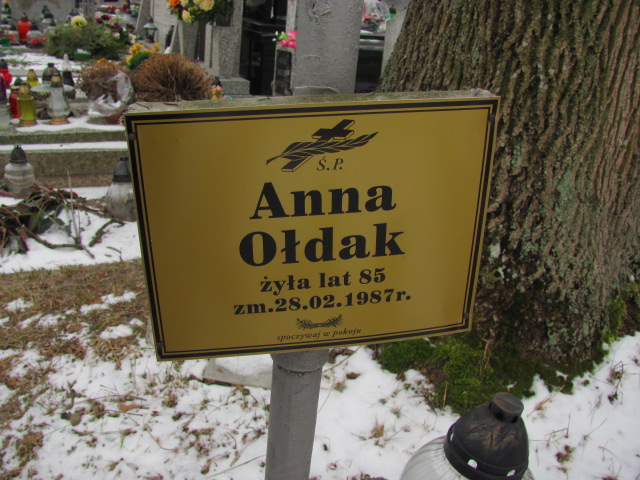 Ś.P.
Anna
Ołdak
żyła lat 85
zm.28.02.1987r.
spoczywaj w pokoju